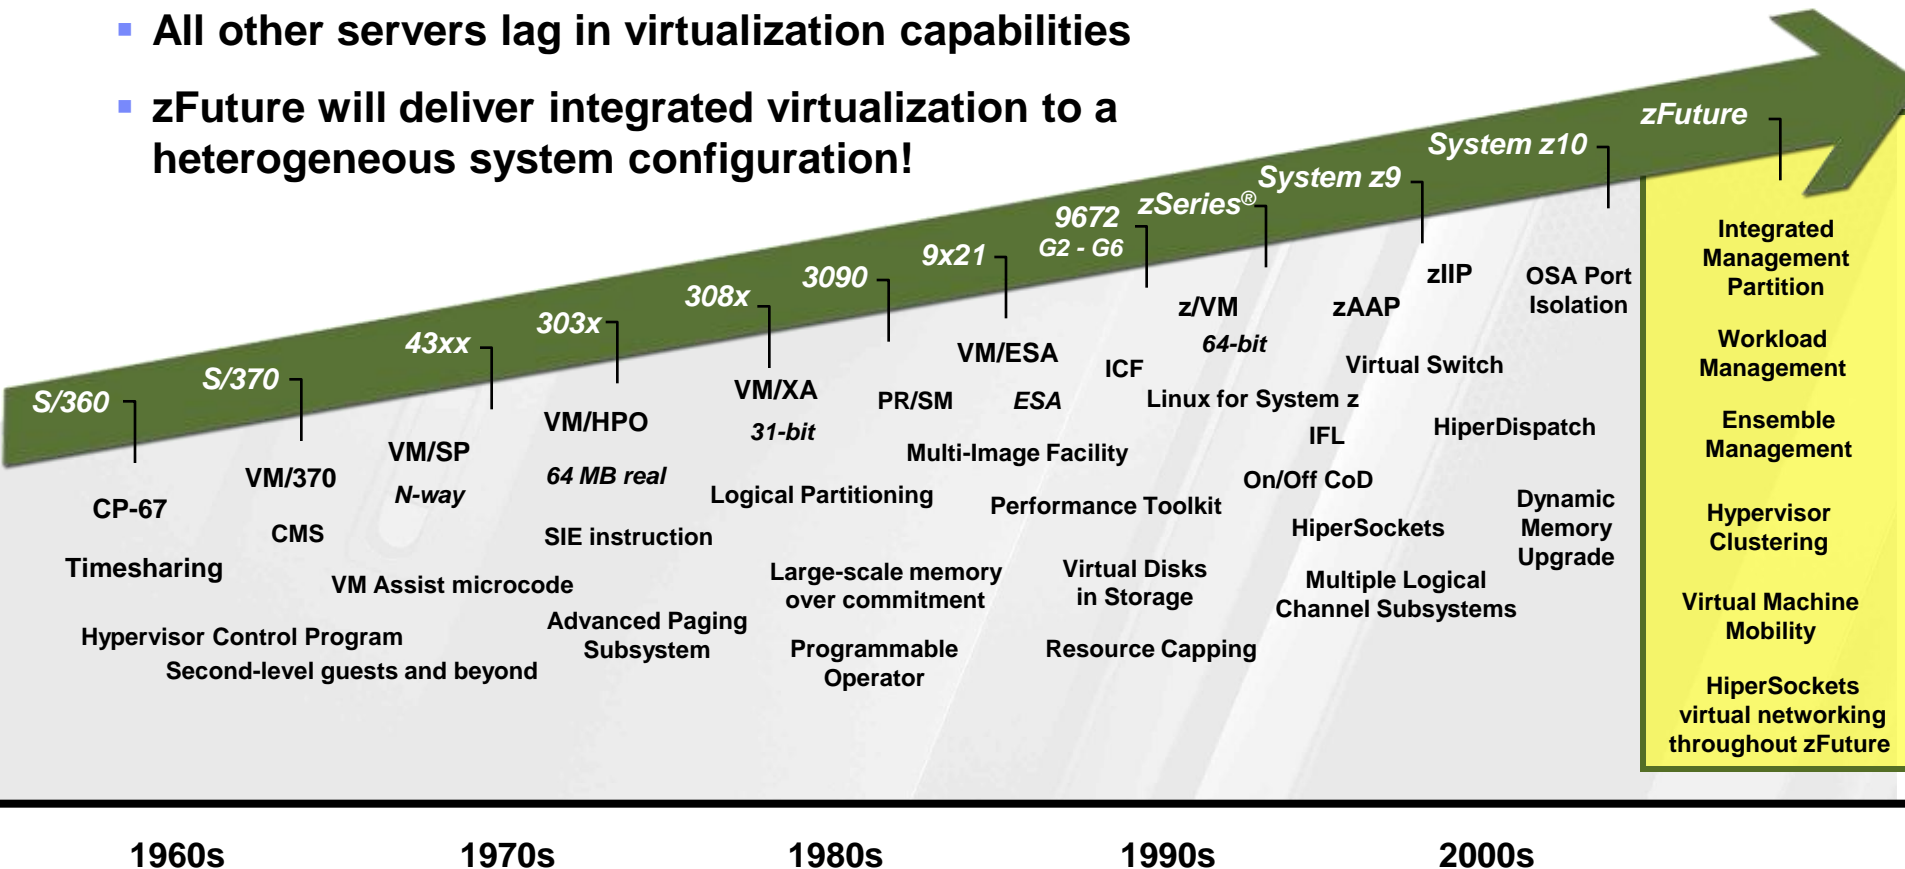 All other servers lag in virtualization capabilities
zFuture will deliver integrated virtualization to a
heterogeneous system configuration!
S/360
S/370
43xx
303x
308x
3090
9x21
9672
G2 - G6
zSeries®
System z9
System z10
zFuture
CP-67
Timesharing
Hypervisor Control Program
Second-level guests and beyond
VM/370
CMS
VM Assist microcode
VM/SP
N-way
VM/HPO
64 MB real
SIE instruction
Advanced Paging
Subsystem
VM/XA
31-bit
Logical Partitioning
Large-scale memory
over commitment
Programmable
Operator
PR/SM
Multi-Image Facility
VM/ESA
ESA
Performance Toolkit
Virtual Disks
in Storage
Resource Capping
ICF
z/VM
64-bit
Linux for System z
IFL
On/Off CoD
HiperSockets
Multiple Logical
Channel Subsystems
zAAP
zIIP
Virtual Switch
HiperDispatch
OSA Port
Isolation
Dynamic
Memory
Upgrade
Integrated
Management
Partition
Workload
Management
Ensemble
Management
Hypervisor
Clustering
Virtual Machine
Mobility
HiperSockets
virtual networking
throughout zFuture
1960s
1970s
1980s
1990s
2000s